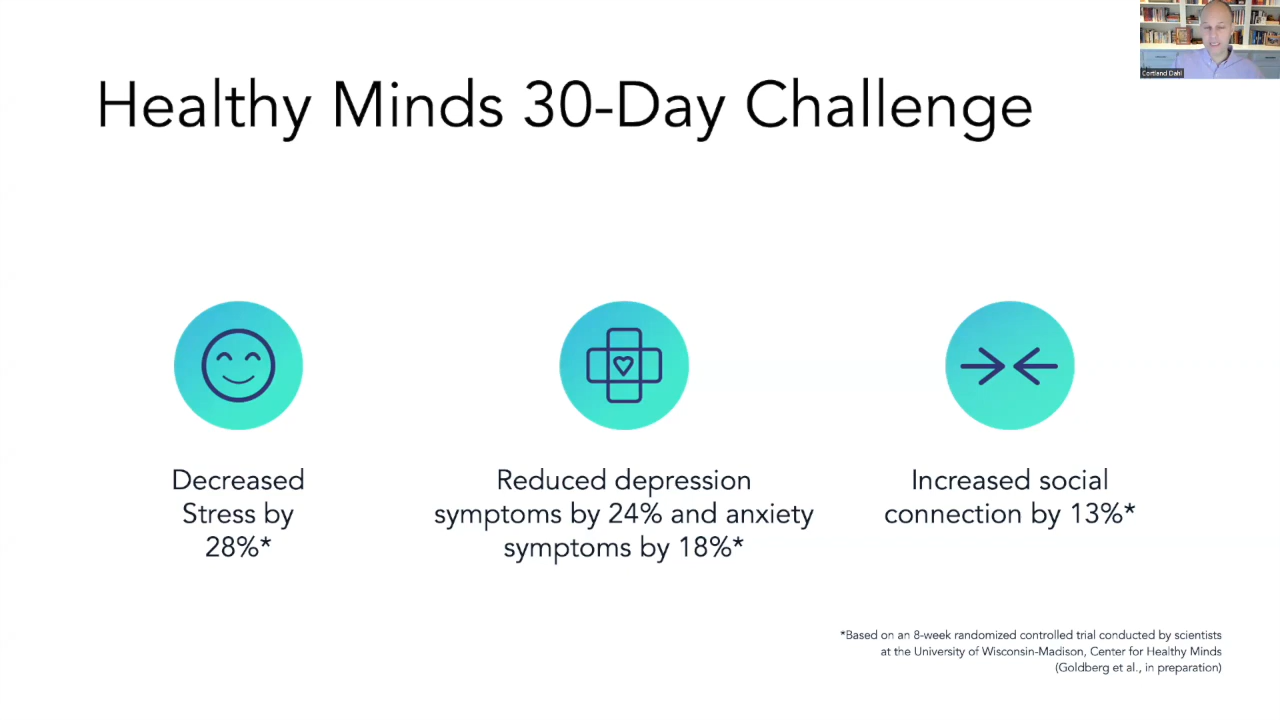 Cortland Dahl
Healthy Minds 30-Day Challenge
Decreased
Stress by
28%*
Reduced depression
symptoms by 24% and anxiety
symptoms by 18%*
Increased social
connection by 13%*
*Based on an 8-week randomized controlled trial conducted by scientists
at the University of Wisconsin-Madison, Center for Healthy Minds
(Goldberg et al., in preparation)